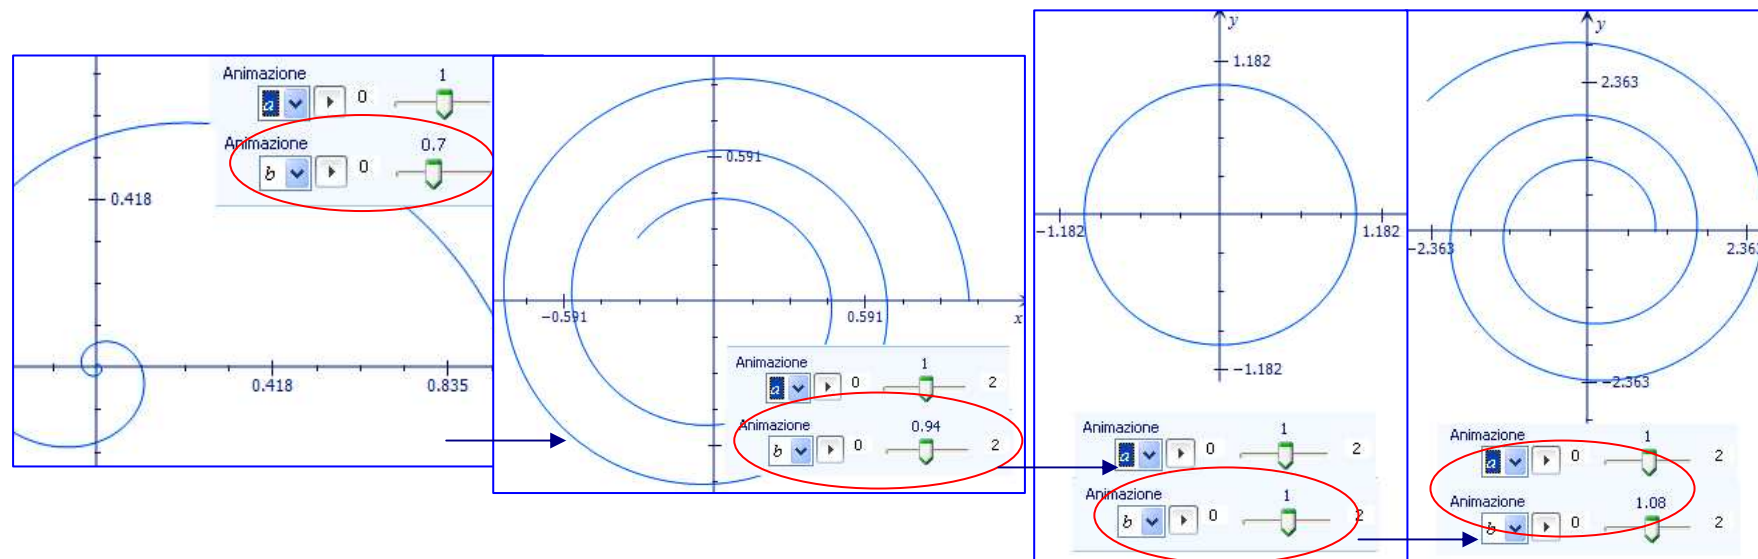 Animazione
1
a
0
Animazione
0.7
b
0
0.418
0.418
0.835
0.591
−0.591
0.591
x
Animazione
1
a
0
2
Animazione
0.94
b
0
2
y
1.182
−1.182
1.182
−1.182
Animazione
1
a
0
2
Animazione
1
b
0
2
y
2.363
−2.363
2.363
−2.363
Animazione
1
a
0
2
Animazione
1.08
b
0
2